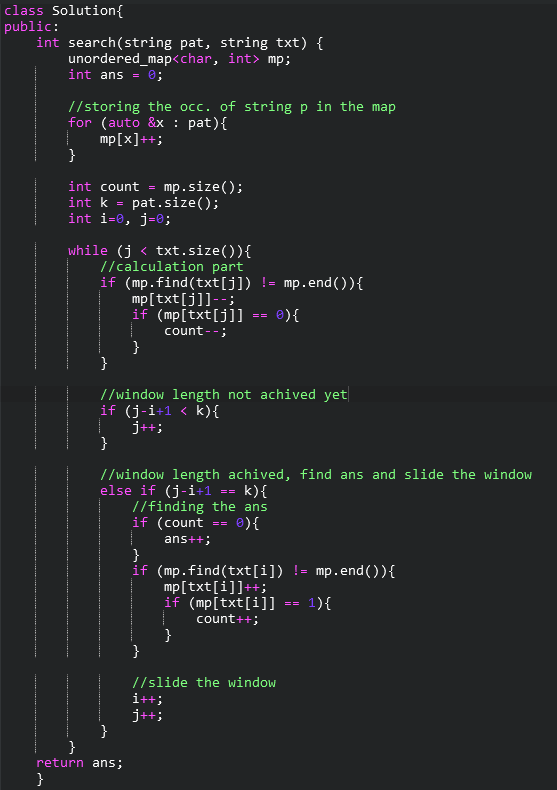 class Solution{
public:
    int search(string pat, string txt) {
        unordered_map<char, int> mp;
        int ans = 0;
        //storing the occ. of string p in the map
        for (auto &x : pat){
            mp[x]++;
        }
        int count = mp.size();
        int k = pat.size();
        int i=0, j=0;
        while (j < txt.size()){
            //calculation part
            if (mp.find(txt[j]) != mp.end()){
                mp[txt[j]]--;
                if (mp[txt[j]] == 0){
                    count--;
                }
            }
            //window length not achived yet
            if (j-i+1 < k){
                j++;
            }
            //window length achived, find ans and slide the window
            else if (j-i+1 == k){
                //finding the ans
                if (count == 0){
                    ans++;
                }
                if (mp.find(txt[i]) != mp.end()){
                    mp[txt[i]]++;
                    if (mp[txt[i]] == 1){
                        count++;
                    }
                }
                //slide the window
                i++;
                j++;
            }
        }
    return ans;
    }